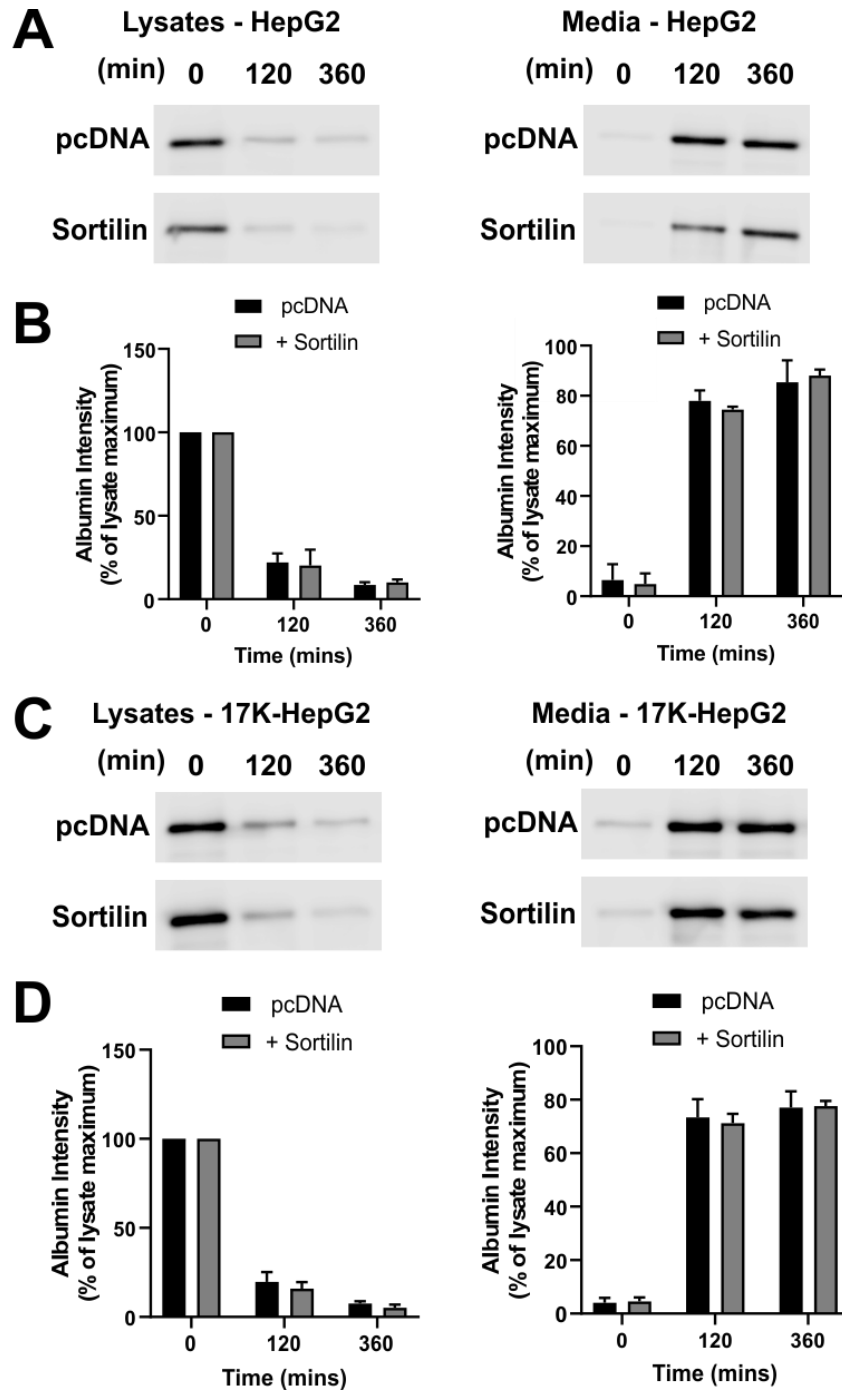 A
Lysates - HepG2
(min) 0 120 360
pcDNA
Sortilin
Media - HepG2
(min) 0 120 360
pcDNA
Sortilin
B
pcDNA
+ Sortilin
Albumin Intensity
(% of lysate maximum)
150
100
50
0
0 120 360
Time (mins)
pcDNA
+ Sortilin
Albumin Intensity
(% of lysate maximum)
100
80
60
40
20
0
0 120 360
Time (mins)
C
Lysates - 17K-HepG2
(min) 0 120 360
pcDNA
Sortilin
Media - 17K-HepG2
(min) 0 120 360
pcDNA
Sortilin
D
pcDNA
+ Sortilin
Albumin Intensity
(% of lysate maximum)
150
100
50
0
0 120 360
Time (mins)
pcDNA
+ Sortilin
Albumin Intensity
(% of lysate maximum)
100
80
60
40
20
0
0 120 360
Time (mins)